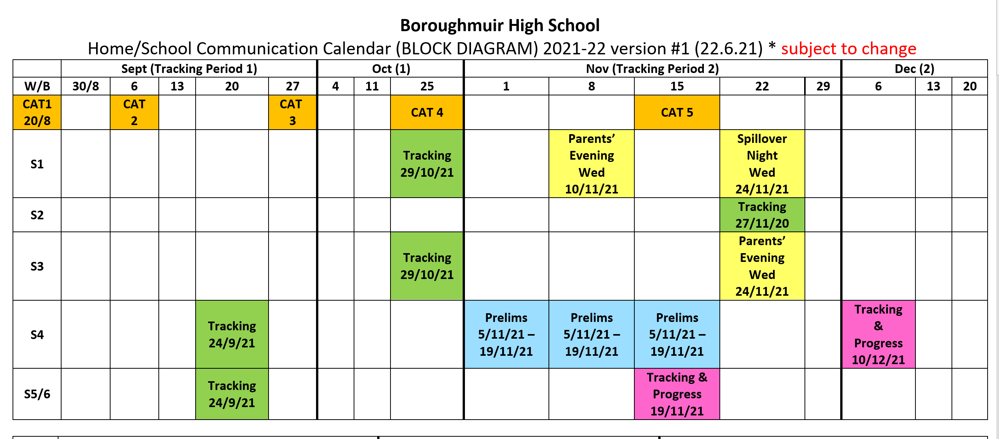 Boroughmuir High School
Home/School Communication Calendar (BLOCK DIAGRAM) 2021-22 version #1 (22.6.21) * subject to change
Sept (Tracking Period 1) Oct (1) Nov (Tracking Period 2) Dec (2)
W/B 30/8 6 13 20 27 4 11 25 1 8 15 22 29 6 13 20
CAT1
20/8
CAT
2
CAT
3
CAT 4
CAT 5
S1
Tracking
29/10/21
Parents’
Evening
Wed
10/11/21
Spillover
Night
Wed
24/11/21
S2
Tracking
27/11/20
S3
Tracking
29/10/21
Parents’
Evening
Wed
24/11/21
S4
Tracking
24/9/21
Prelims
5/11/21 –
19/11/21
Prelims
5/11/21 –
19/11/21
Prelims
5/11/21 –
19/11/21
Tracking
&
Progress
10/12/21
S5/6
Tracking
24/9/21
Tracking &
Progress
19/11/21